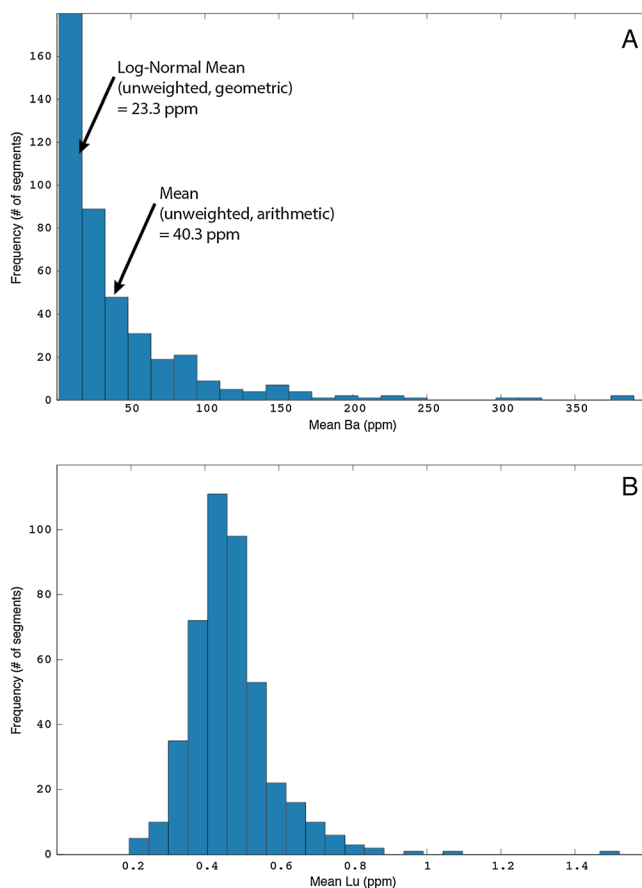 A
160
140
120
100
80
60
40
20
0
Frequency (# of segments)
Log-Normal Mean
(unweighted, geometric)
= 23.3 ppm
Mean
(unweighted, arithmetic)
= 40.3 ppm
50 100 150 200 250 300 350
Mean Ba (ppm)
B
100
80
60
40
20
0
Frequency (# of segments)
0.2 0.4 0.6 0.8 1 1.2 1.4
Mean Lu (ppm)